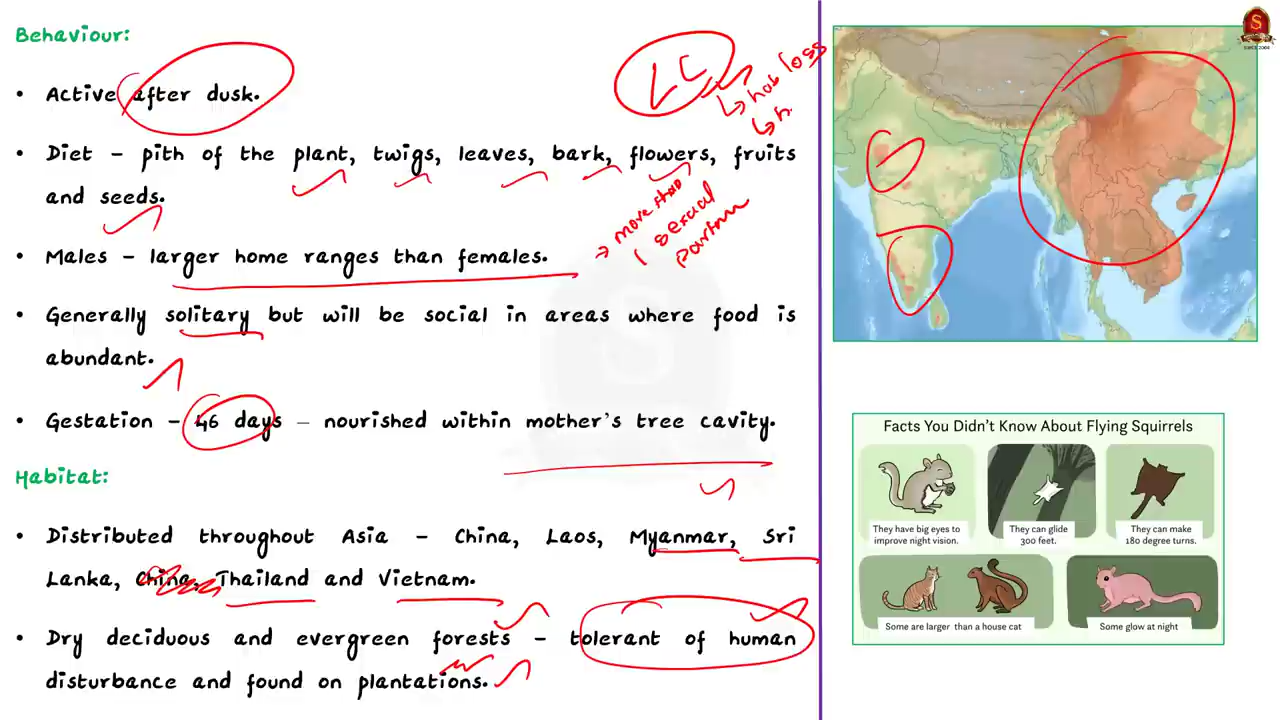 Behaviour:
• Active after dusk.
• Diet – pith of the plant, twigs, leaves, bark, flowers, fruits
and seeds.
• Males – larger home ranges than females.
• Generally solitary but will be social in areas where food is
abundant.
• Gestation – 46 days – nourished within mother's tree cavity.
Habitat:
• Distributed throughout Asia – China, Laos, Myanmar, Sri
Lanka, China, Thailand and Vietnam.
• Dry deciduous and evergreen forests – tolerant of human
disturbance and found on plantations.
LC
hab loss
h.
more than
1 sexual
partner
S
Facts You Didn't Know About Flying Squirrels
They have big eyes to
improve night vision.
They can glide
300 feet.
They can make
180 degree turns.
Some are larger than a house cat
Some glow at night